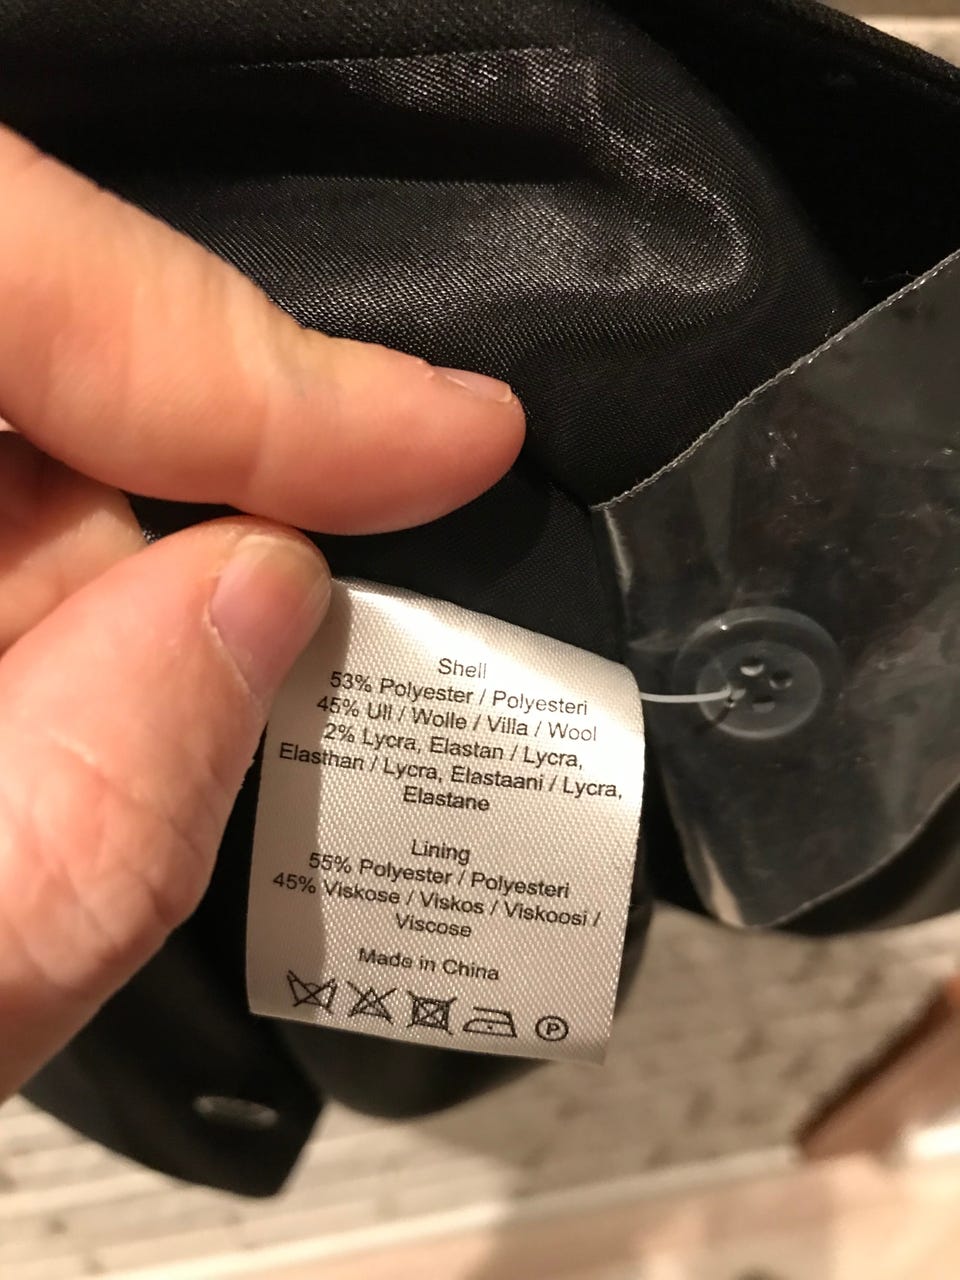 Shell
53% Polyester / Polyesteri
45% Ull / Wolle / Villa / Wool
2% Lycra, Elastan / Lycra,
Elasthan / Lycra, Elastaani / Lycra,
Elastane
Lining
55% Polyester / Polyesteri
45% Viskose / Viskos / Viskoosi /
Viscose
Made in China
P